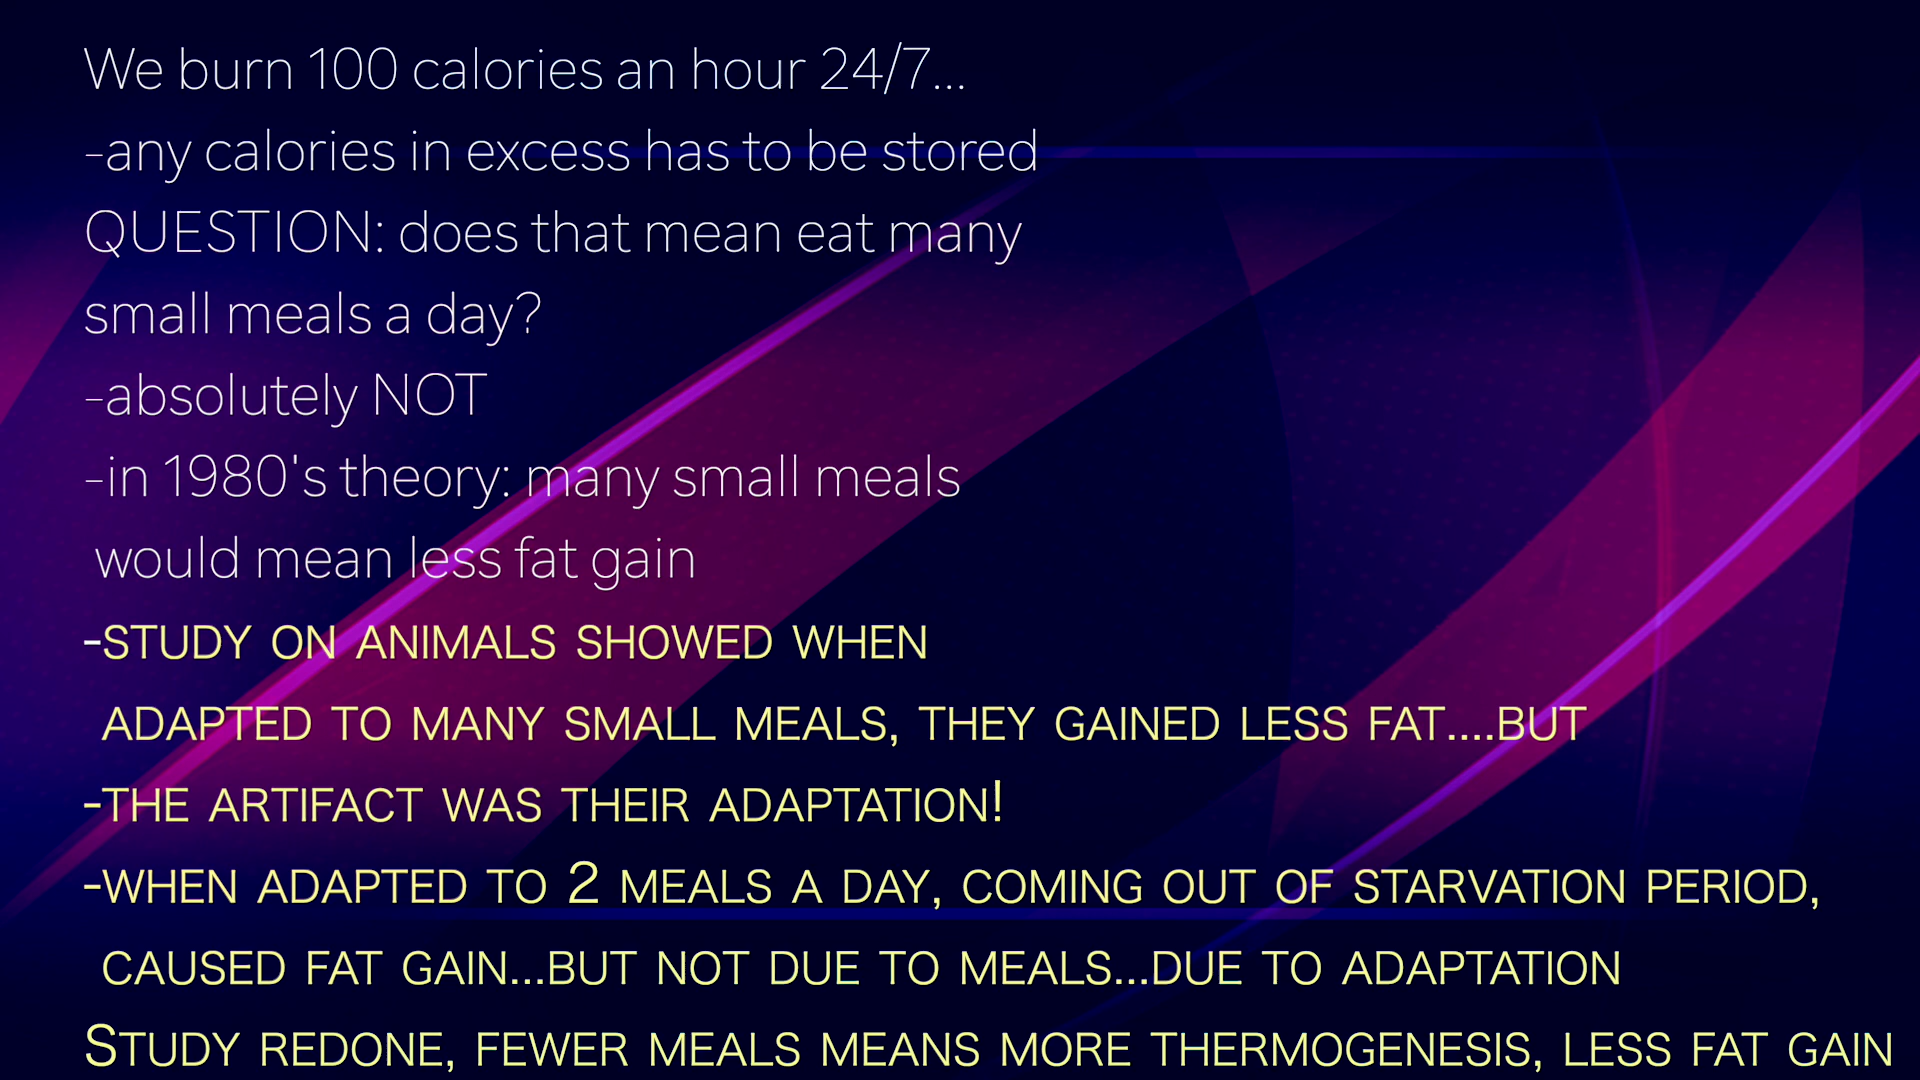 We burn 100 calories an hour 24/7...
-any calories in excess has to be stored
QUESTION: does that mean eat many
small meals a day?
-absolutely NOT
-in 1980's theory: many small meals
would mean less fat gain
-STUDY ON ANIMALS SHOWED WHEN
ADAPTED TO MANY SMALL MEALS, THEY GAINED LESS FAT....BUT
-THE ARTIFACT WAS THEIR ADAPTATION!
-WHEN ADAPTED TO 2 MEALS A DAY, COMING OUT OF STARVATION PERIOD,
CAUSED FAT GAIN...BUT NOT DUE TO MEALS...DUE TO ADAPTATION
STUDY REDONE, FEWER MEALS MEANS MORE THERMOGENESIS, LESS FAT GAIN